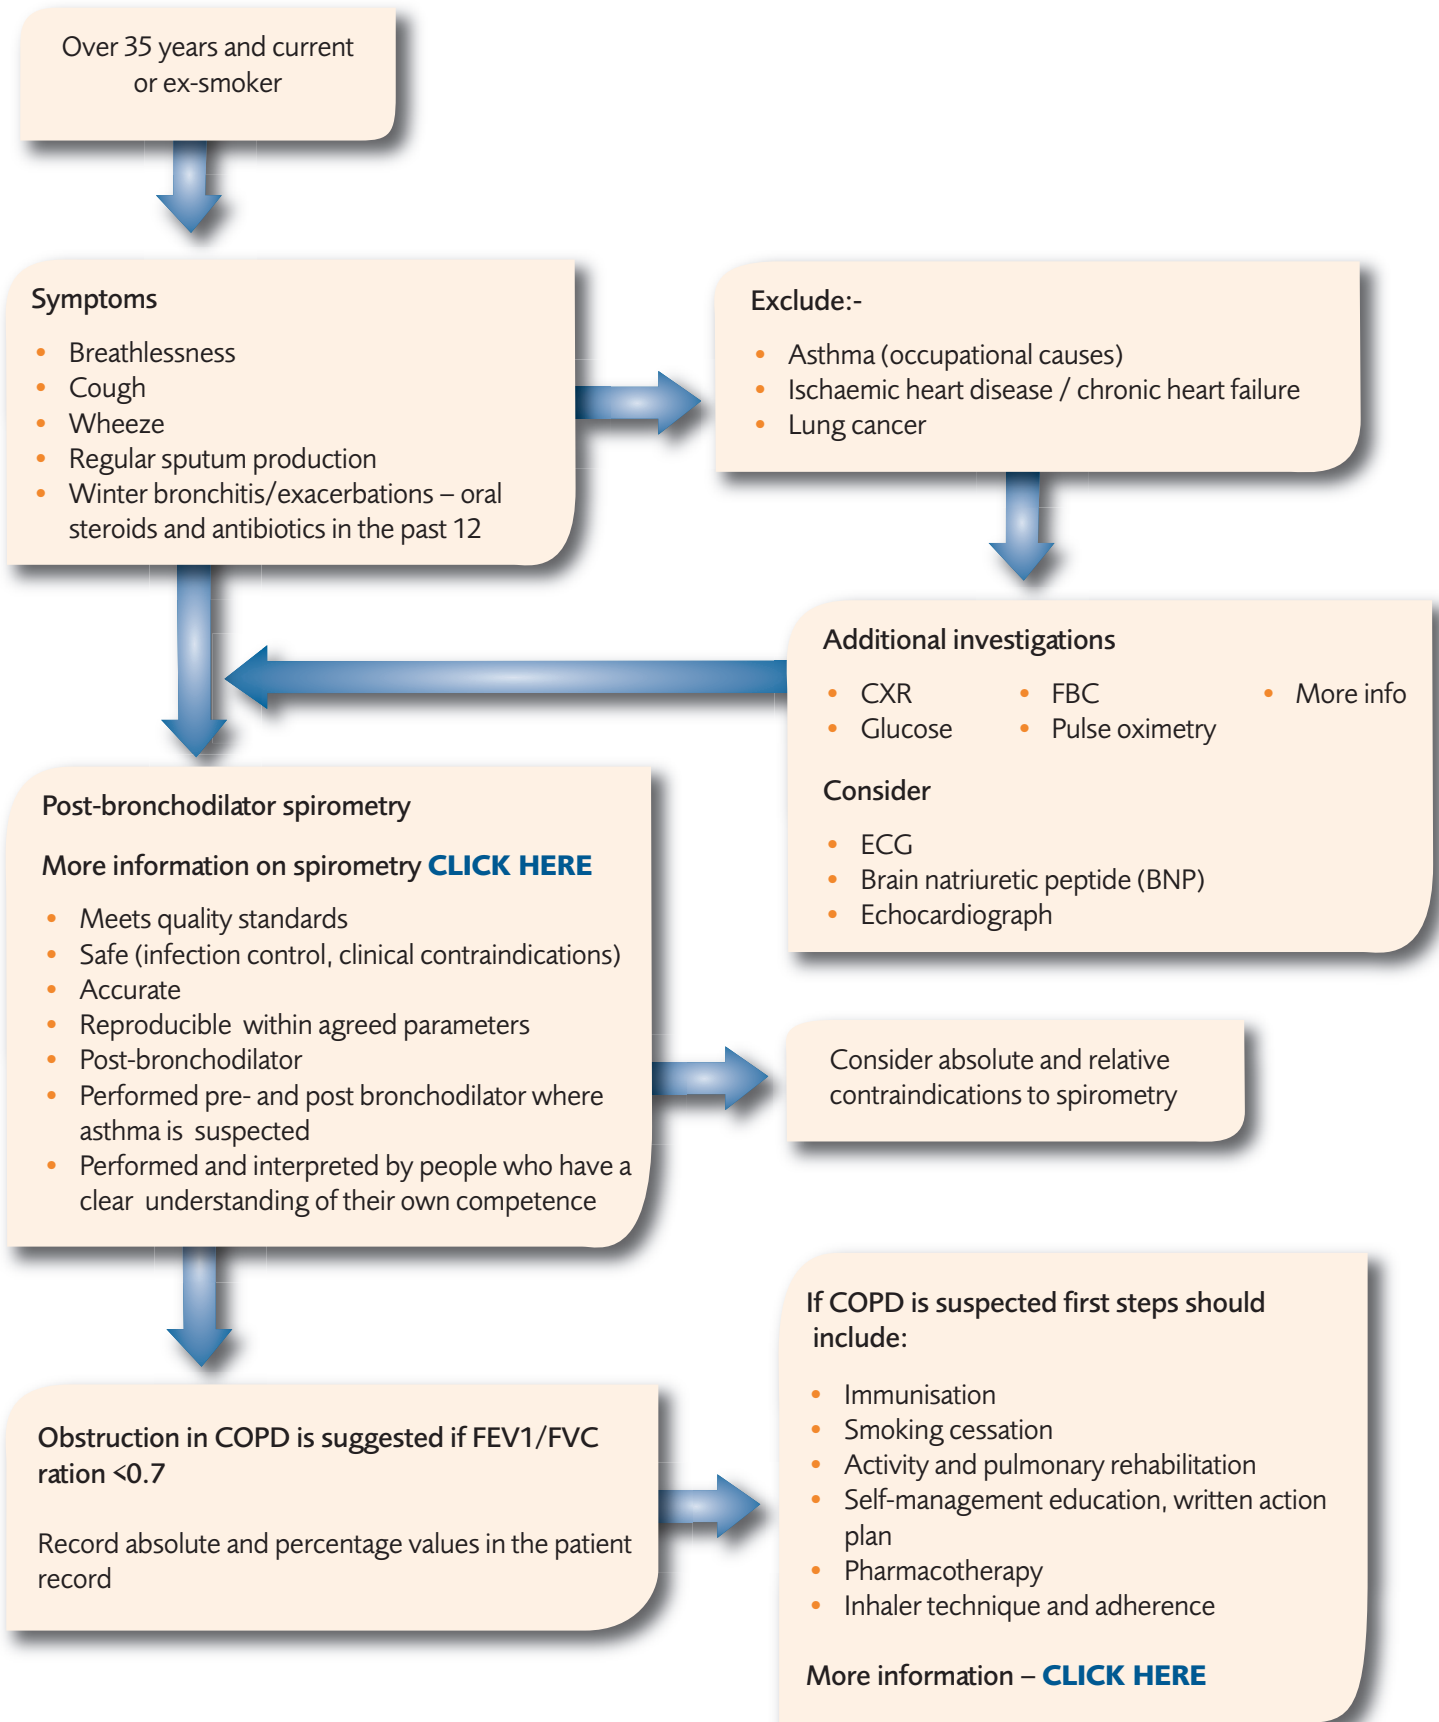 Over 35 years and current
or ex-smoker
Symptoms
• Breathlessness
• Cough
• Wheeze
• Regular sputum production
• Winter bronchitis/exacerbations – oral
steroids and antibiotics in the past 12
Exclude:-
• Asthma (occupational causes)
• Ischaemic heart disease / chronic heart failure
• Lung cancer
Additional investigations
• CXR • FBC • More info
• Glucose • Pulse oximetry
Consider
• ECG
• Brain natriuretic peptide (BNP)
• Echocardiograph
Post-bronchodilator spirometry
More information on spirometry CLICK HERE
• Meets quality standards
• Safe (infection control, clinical contraindications)
• Accurate
• Reproducible within agreed parameters
• Post-bronchodilator
• Performed pre- and post bronchodilator where
asthma is suspected
• Performed and interpreted by people who have a
clear understanding of their own competence
Consider absolute and relative
contraindications to spirometry
Obstruction in COPD is suggested if FEV1/FVC
ration <0.7
Record absolute and percentage values in the patient
record
If COPD is suspected first steps should
include:
• Immunisation
• Smoking cessation
• Activity and pulmonary rehabilitation
• Self-management education, written action
plan
• Pharmacotherapy
• Inhaler technique and adherence
More information – CLICK HERE